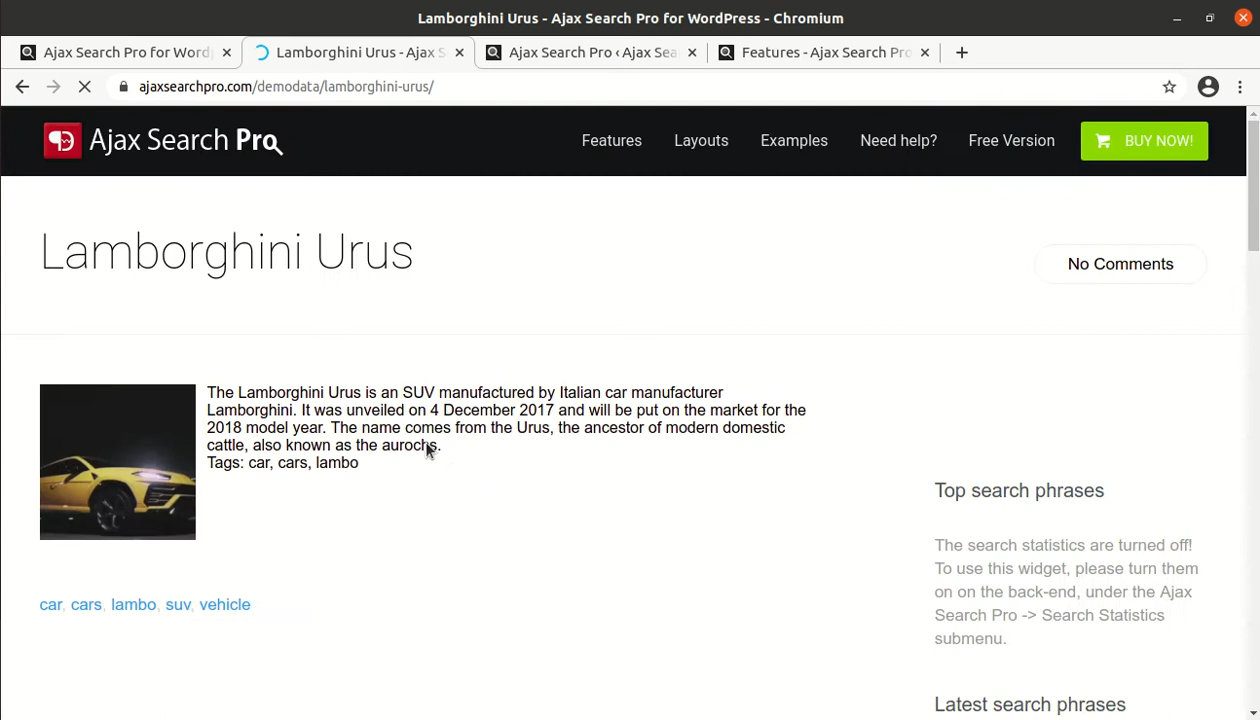 Lamborghini Urus - Ajax Search Pro for WordPress - Chromium
Ajax Search Pro for Word
Lamborghini Urus - Ajax S
Ajax Search Pro ‹ Ajax Sea
Features - Ajax Search Pro
ajaxsearchpro.com/demodata/lamborghini-urus/
Ajax Search Pro
Features
Layouts
Examples
Need help?
Free Version
BUY NOW!
Lamborghini Urus
No Comments
The Lamborghini Urus is an SUV manufactured by Italian car manufacturer
Lamborghini. It was unveiled on 4 December 2017 and will be put on the market for the
2018 model year. The name comes from the Urus, the ancestor of modern domestic
cattle, also known as the aurochs.
Tags: car, cars, lambo
car, cars, lambo, suv, vehicle
Top search phrases
The search statistics are turned off!
To use this widget, please turn them
on on the back-end, under the Ajax
Search Pro -> Search Statistics
submenu.
Latest search phrases